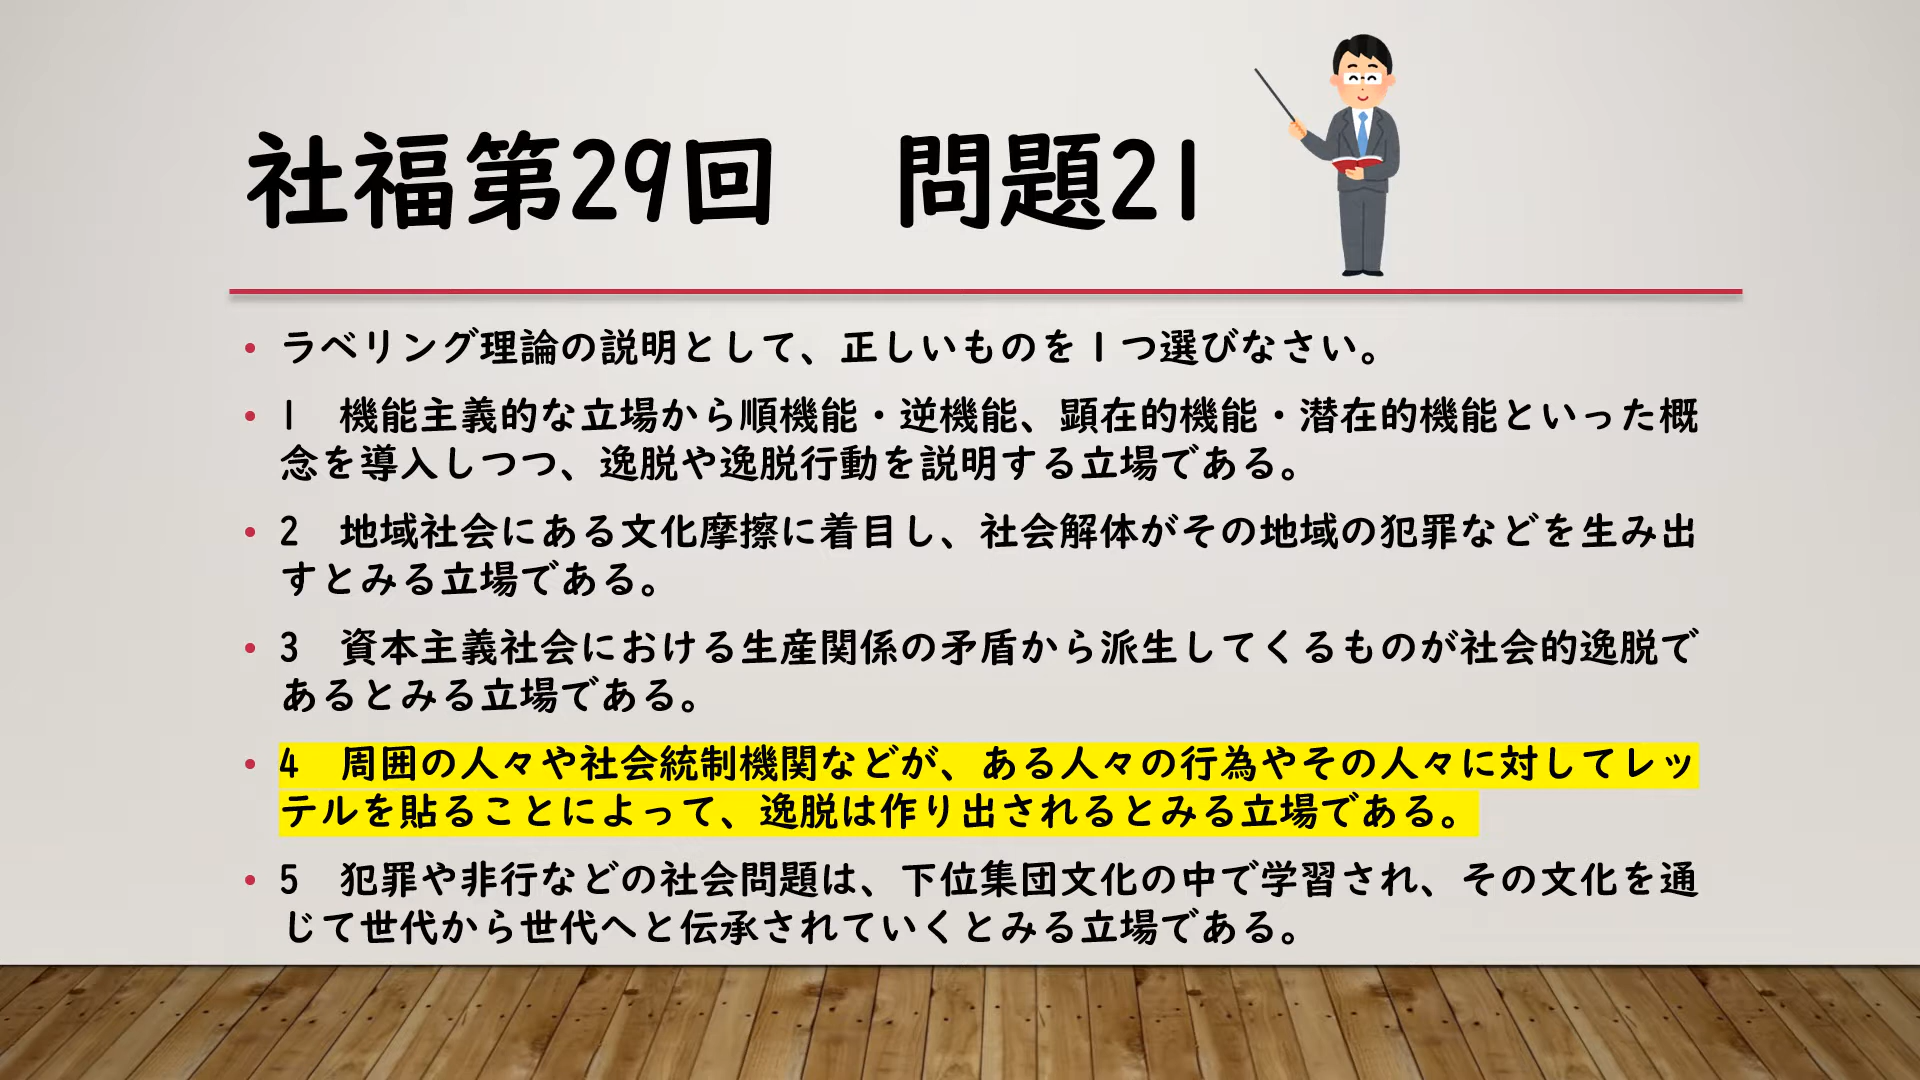 社福第29回　問題21
• ラベリング理論の説明として、正しいものを1つ選びなさい。
• 1　機能主義的な立場から順機能・逆機能、顕在的機能・潜在的機能といった概
念を導入しつつ、逸脱や逸脱行動を説明する立場である。
• 2　地域社会にある文化摩擦に着目し、社会解体がその地域の犯罪などを生み出
すとみる立場である。
• 3　資本主義社会における生産関係の矛盾から派生してくるものが社会的逸脱で
あるとみる立場である。
• 4　周囲の人々や社会統制機関などが、ある人々の行為やその人々に対してレッ
テルを貼ることによって、逸脱は作り出されるとみる立場である。
• 5　犯罪や非行などの社会問題は、下位集団文化の中で学習され、その文化を通
じて世代から世代へと伝承されていくとみる立場である。